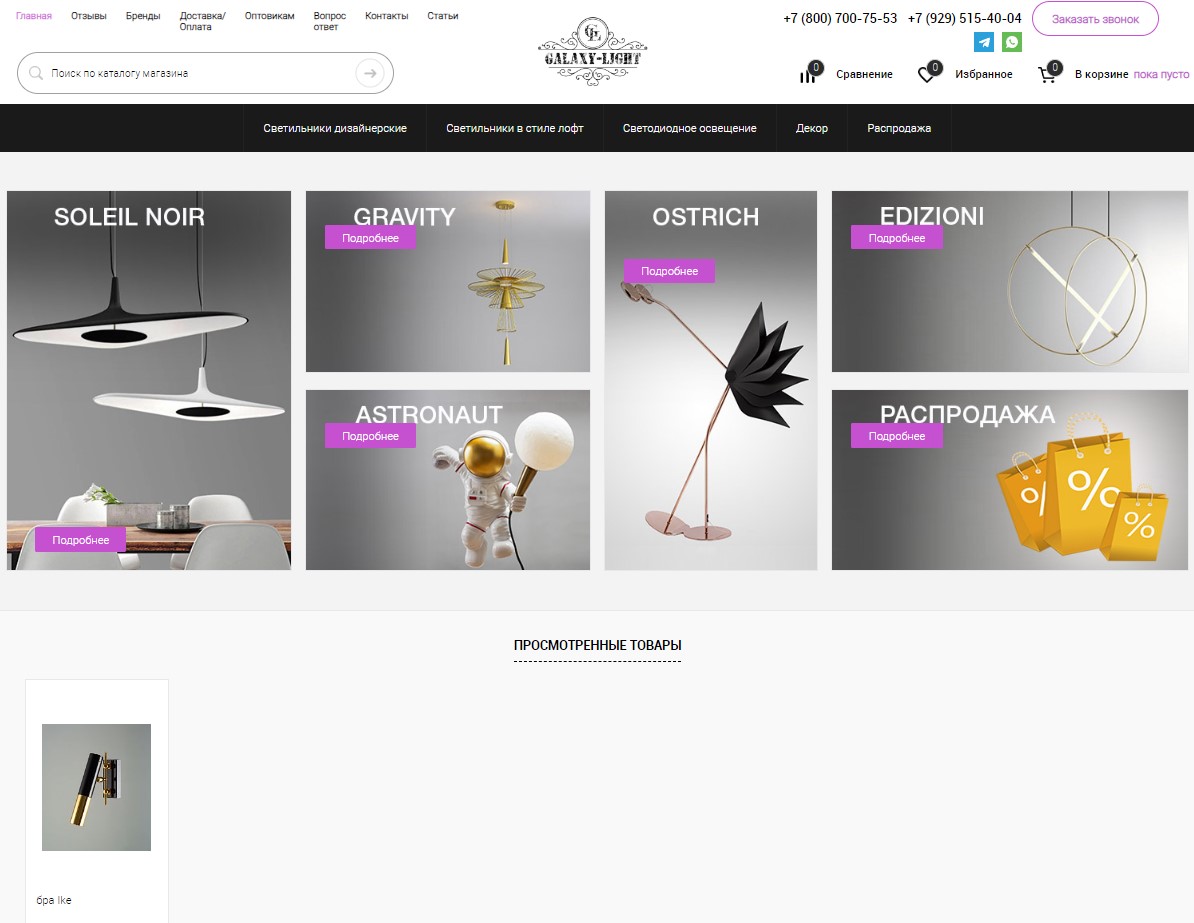 Главная Отзывы Бренды Доставка/ Оптовикам Вопрос Контакты Статьи
Оплата ответ
Поиск по каталогу магазина
GL
GALAXY-LIGHT
+7 (800) 700-75-53 +7 (929) 515-40-04
Заказать звонок
0 Сравнение 0 Избранное 0 В корзине пока пусто
Светильники дизайнерские Светильники в стиле лофт Светодиодное освещение Декор Распродажа
SOLEIL NOIR
Подробнее
GRAVITY
Подробнее
ASTRONAUT
Подробнее
OSTRICH
Подробнее
EDIZIONI
Подробнее
РАСПРОДАЖА
Подробнее
% % %
ПРОСМОТРЕННЫЕ ТОВАРЫ
бра Ike